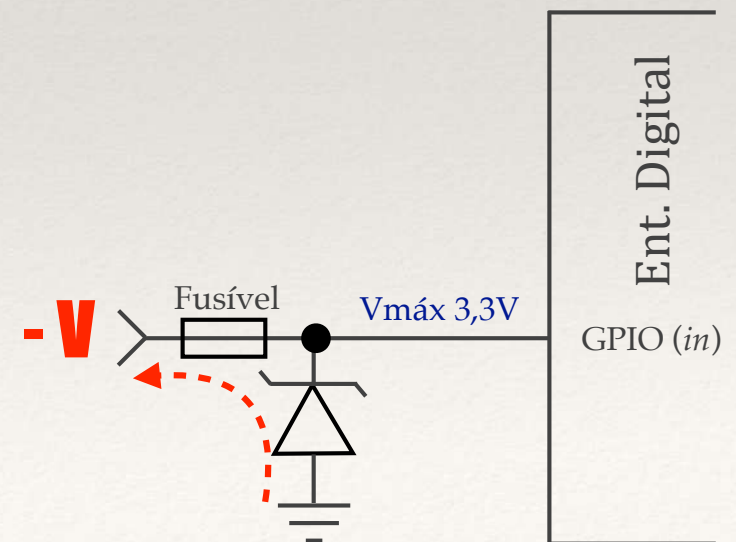 Ent. Digital
Fusível
Vmáx 3,3V
- V
GPIO (in)